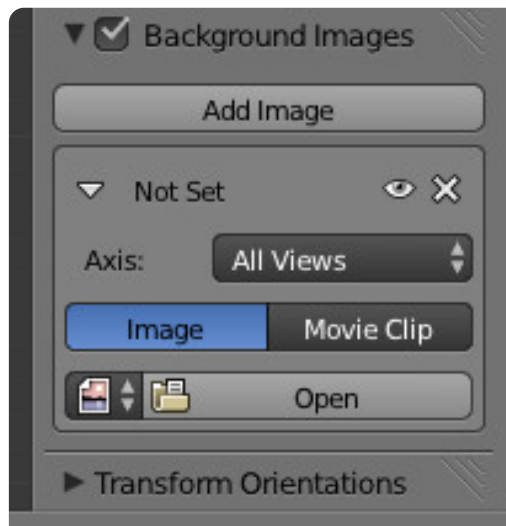 Background Images
Add Image
Not Set
Axis: All Views
Image Movie Clip
Open
Transform Orientations